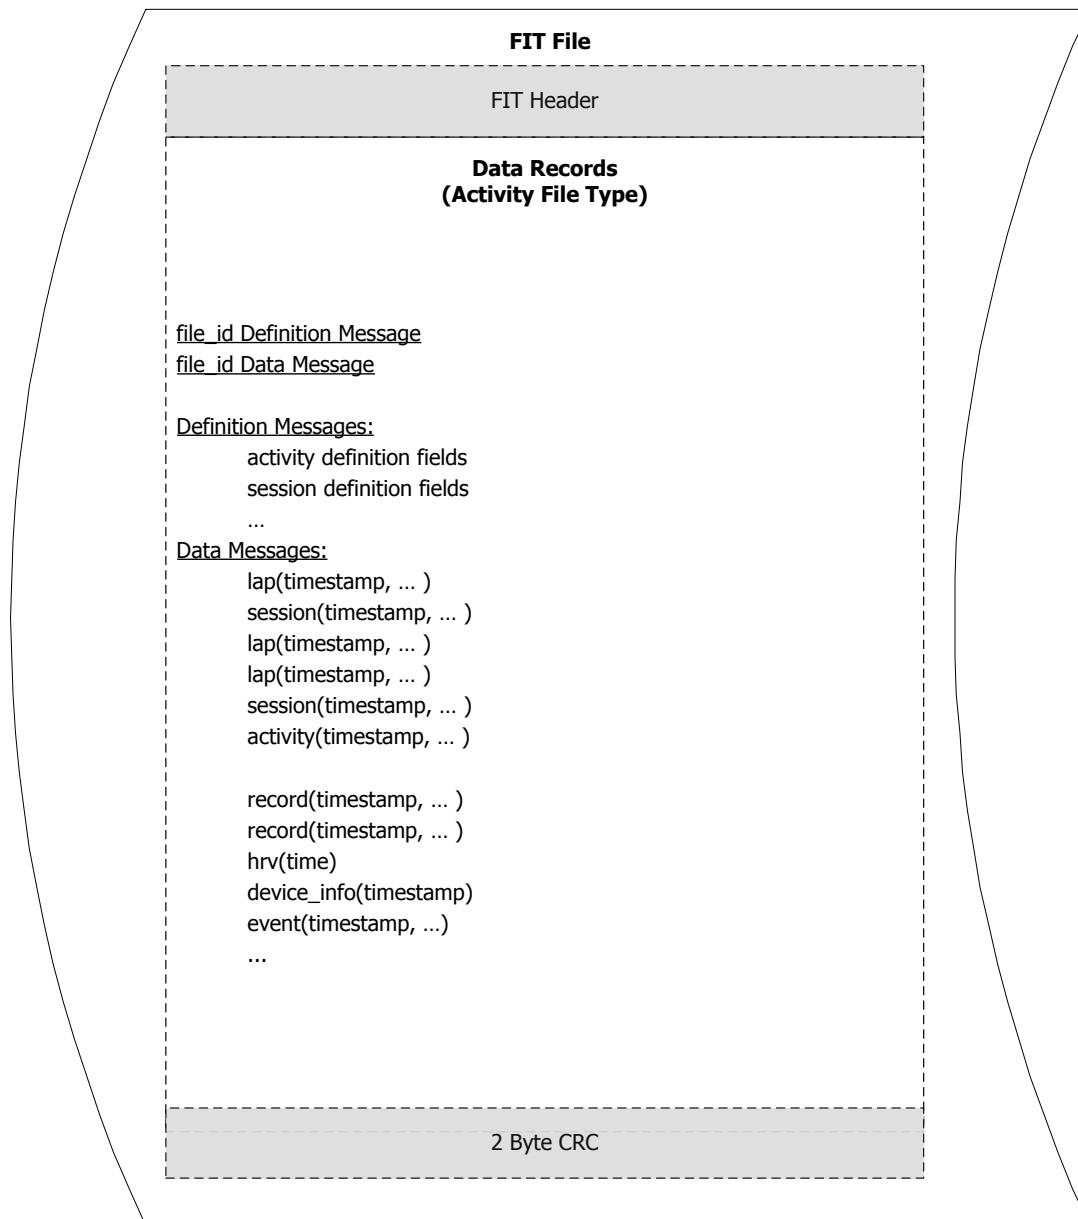 FIT File
FIT Header
Data Records
(Activity File Type)
file_id Definition Message
file_id Data Message
Definition Messages:
activity definition fields
session definition fields
…
Data Messages:
lap(timestamp, … )
session(timestamp, … )
lap(timestamp, … )
lap(timestamp, … )
session(timestamp, … )
activity(timestamp, … )
record(timestamp, … )
record(timestamp, … )
hrv(time)
device_info(timestamp)
event(timestamp, …)
...
2 Byte CRC